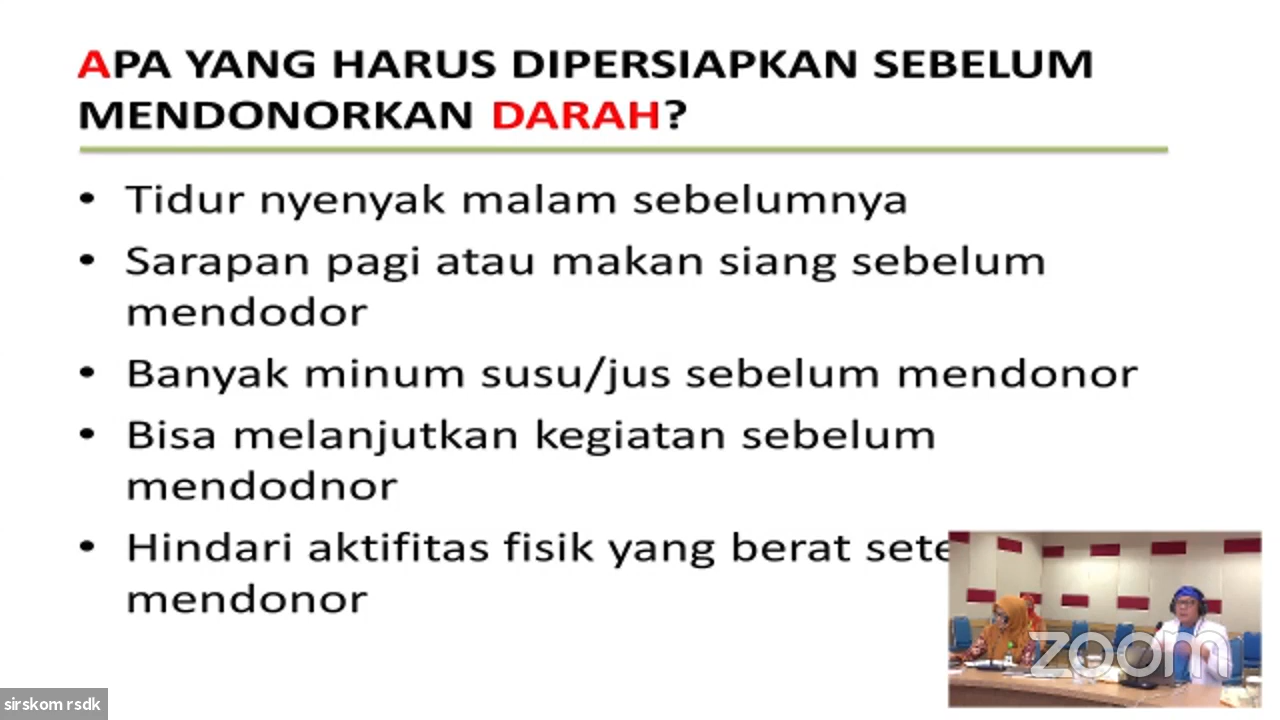 APA YANG HARUS DIPERSIAPKAN SEBELUM
MENDONORKAN DARAH?
• Tidur nyenyak malam sebelumnya
• Sarapan pagi atau makan siang sebelum
mendodor
• Banyak minum susu/jus sebelum mendonor
• Bisa melanjutkan kegiatan sebelum
mendodnor
• Hindari aktifitas fisik yang berat sete
mendonor
zoom
sirskom rsdk